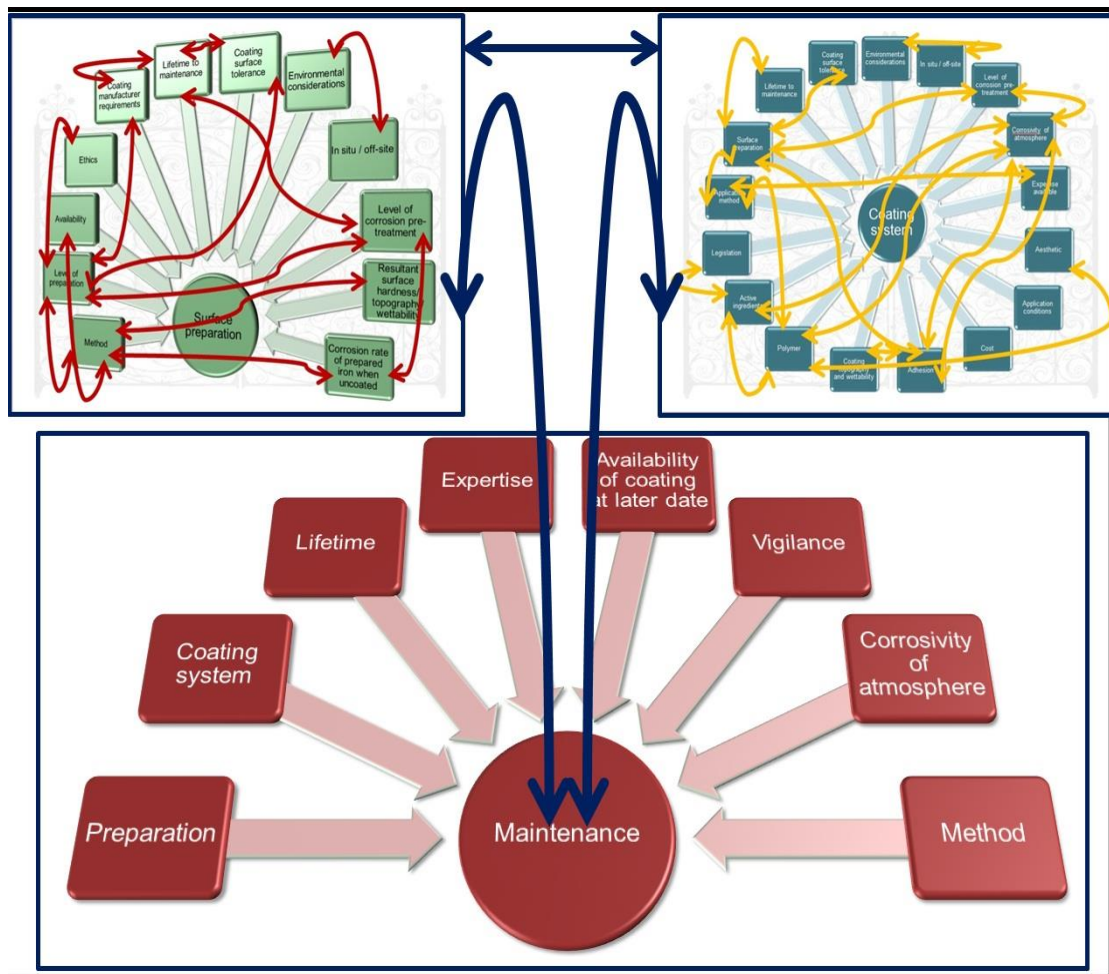 Coating
manufacturer
requirements
Lifetime to
maintenance
Coating
surface
tolerance
Environmental
considerations
In situ / off-site
Level of
corrosion pre-
treatment
Resultant
surface
hardness/
topography/
wettability
Corrosion rate
of prepared
iron when
uncoated
Ethics
Availability
Level of
preparation
Method
Surface
preparation
Lifetime to
maintenance
Coating
surface
tolerance
Environmental
considerations
In situ / off-site
Level of
corrosion pre-
treatment
Corrosivity of
atmosphere
Expertise
available
Aesthetic
Application
conditions
Cost
Adhesion
Coating
topography
and wettability
Polymer
Active
ingredient
Legislation
Application
method
Surface
preparation
Coating
system
Preparation
Coating
system
Lifetime
Expertise
Availability
of coating
at later date
Vigilance
Corrosivity
of
atmosphere
Method
Maintenance